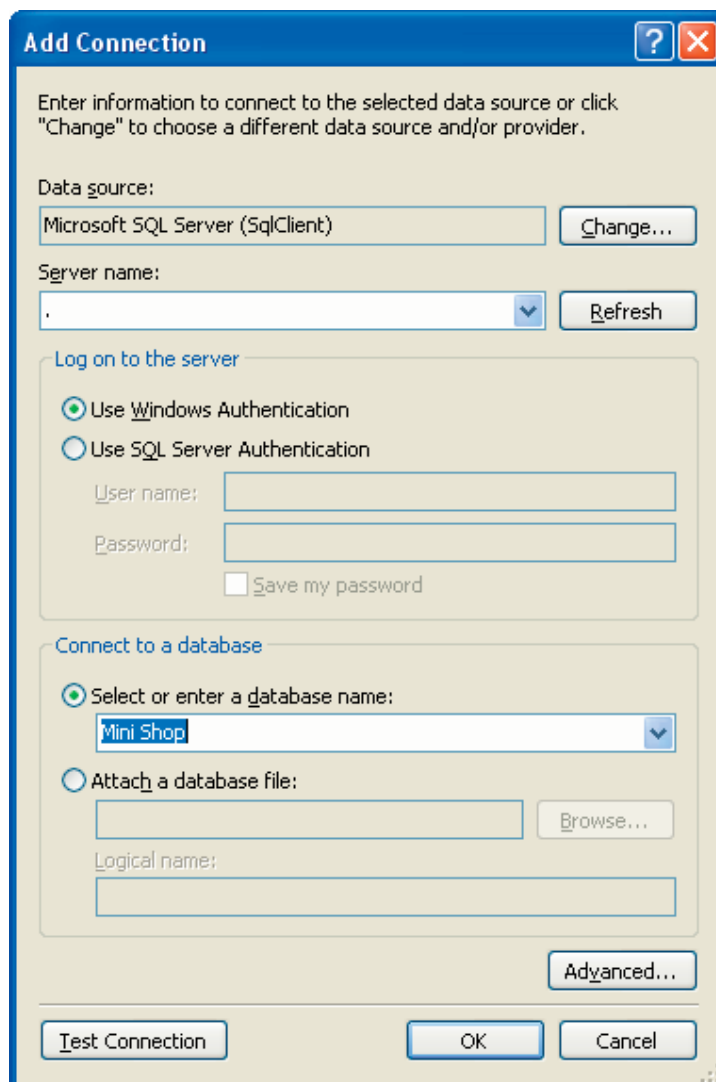 Add Connection
Enter information to connect to the selected data source or click
"Change" to choose a different data source and/or provider.
Data source:
Microsoft SQL Server (SqlClient)
Change...
Server name:
.
Refresh
Log on to the server
Use Windows Authentication
Use SQL Server Authentication
User name:
Password:
Save my password
Connect to a database
Select or enter a database name:
Mini Shop
Attach a database file:
Browse...
Logical name:
Advanced...
Test Connection
OK
Cancel